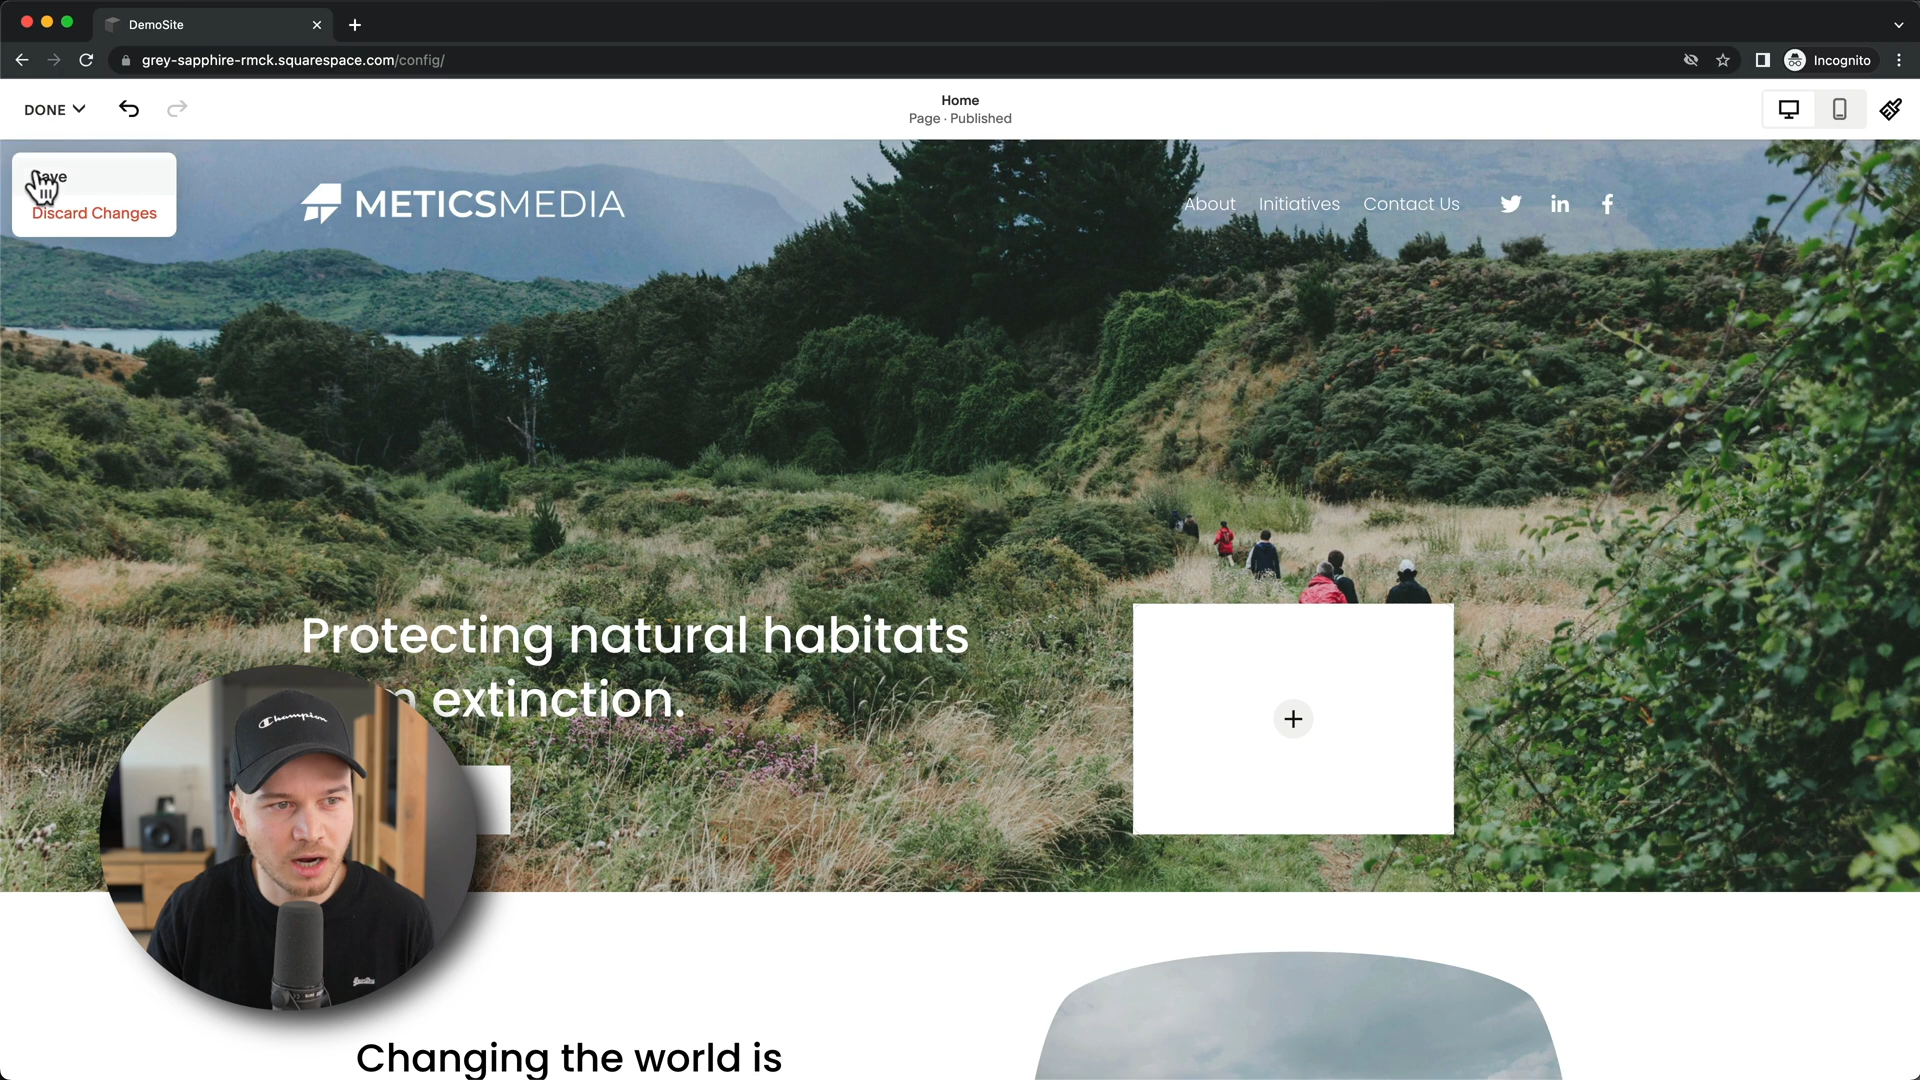 DemoSite
grey-sapphire-rmck.squarespace.com/config/
Incognito
DONE
Home
Page · Published
Discard Changes
METICSMEDIA
About Initiatives Contact Us
Protecting natural habitats
extinction.
Champion
Changing the world is